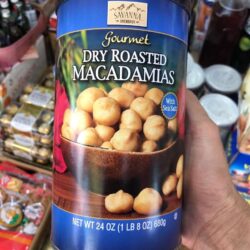 SAVANNA
ORCHARDS
Gourmet
DRY ROASTED
MACADAMIAS
With
Sea Salt
NET WT 24 OZ (1 LB 8 OZ) 680g